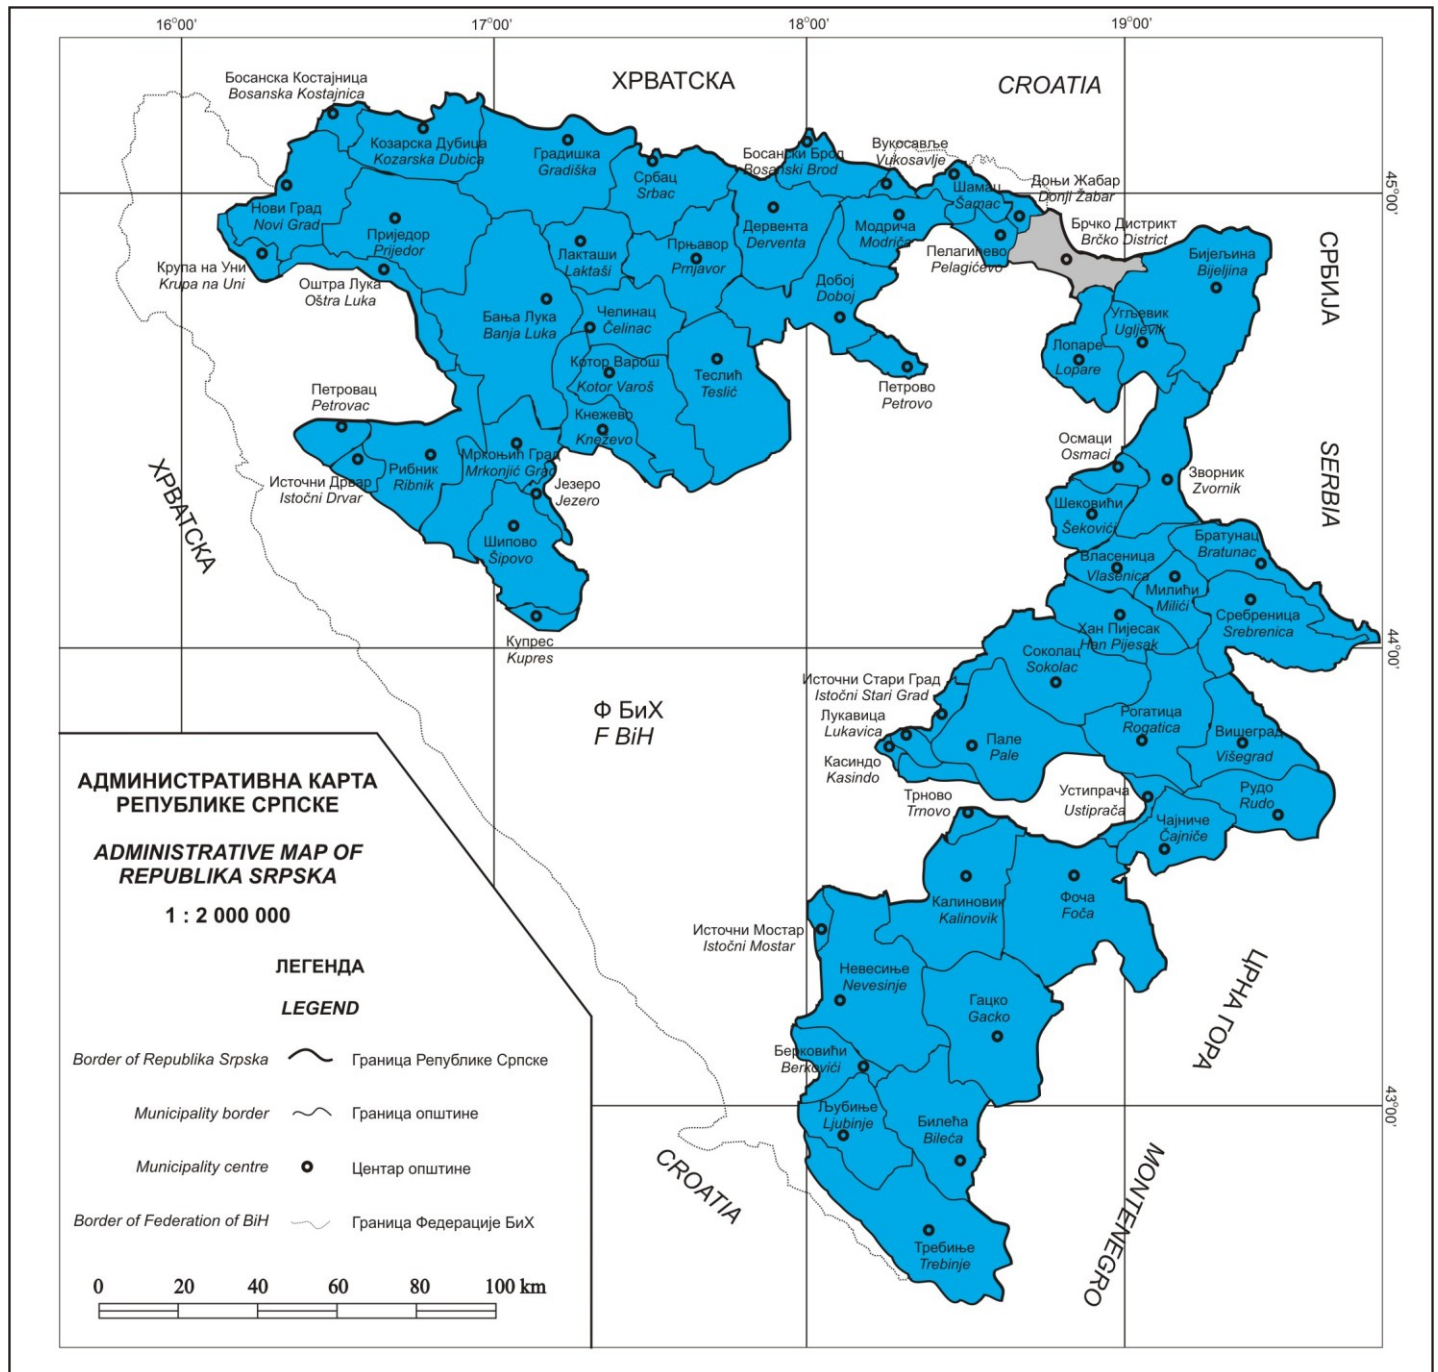 16°00'
17°00'
18°00'
19°00'
ХРВАТСКА
CROATIA
Босанска Костајница
Bosanska Kostajnica
Козарска Дубица
Kozarska Dubica
Градишка
Gradiška
Србац
Srbac
Босански Брод
Bosanski Brod
Вукосавље
Vukosavlje
Шамац
Šamac
Доњи Жабар
Donji Žabar
45°00'
Нови Град
Novi Grad
Приједор
Prijedor
Лакташи
Laktaši
Прњавор
Prnjavor
Дервента
Derventa
Модрича
Modriča
Пелагићево
Pelagićevo
Брчко Дистрикт
Brčko District
Бијељина
Bijeljina
СРБИЈА
Крупа на Уни
Krupa na Uni
Оштра Лука
Oštra Luka
Бања Лука
Banja Luka
Челинац
Čelinac
Добој
Doboj
Угљевик
Ugljevik
Лопаре
Lopare
Котор Варош
Kotor Varoš
Теслић
Teslić
Петрово
Petrovo
Петровац
Petrovac
Кнежево
Kneževo
Осмаци
Osmaci
SERBIA
Источни Дрвар
Istočni Drvar
Рибник
Ribnik
Мркоњић Град
Mrkonjić Grad
Језеро
Jezero
Зворник
Zvornik
ХРВАТСКА
Шипово
Šipovo
Шековићи
Šekovići
Братунац
Bratunac
Власеница
Vlasenica
Милићи
Milići
Сребреница
Srebrenica
Хан Пијесак
Han Pijesak
Купрес
Kupres
44°00'
Соколац
Sokolac
Источни Стари Град
Istočni Stari Grad
Ф БиХ
F BiH
Лукавица
Lukavica
Рогатица
Rogatica
Вишеград
Višegrad
Касиндо
Kasindo
Пале
Pale
Трново
Trnovo
Устипрача
Ustiprača
Рудо
Rudo
Чајниче
Čajniče
Калиновик
Kalinovik
Фоча
Foča
Источни Мостар
Istočni Mostar
Невесиње
Nevesinje
Гацко
Gacko
ЦРНА ГОРА
Берковићи
Berkovići
43°00'
Љубиње
Ljubinje
Билећа
Bileća
CROATIA
MONTENEGRO
Требиње
Trebinje
АДМИНИСТРАТИВНА КАРТА
РЕПУБЛИКЕ СРПСКЕ
ADMINISTRATIVE MAP OF
REPUBLIKA SRPSKA
1 : 2 000 000
ЛЕГЕНДА
LEGEND
Border of Republika Srpska Граница Републике Српске
Municipality border Граница општине
Municipality centre Центар општине
Border of Federation of BiH Граница Федерације БиХ
0 20 40 60 80 100 km